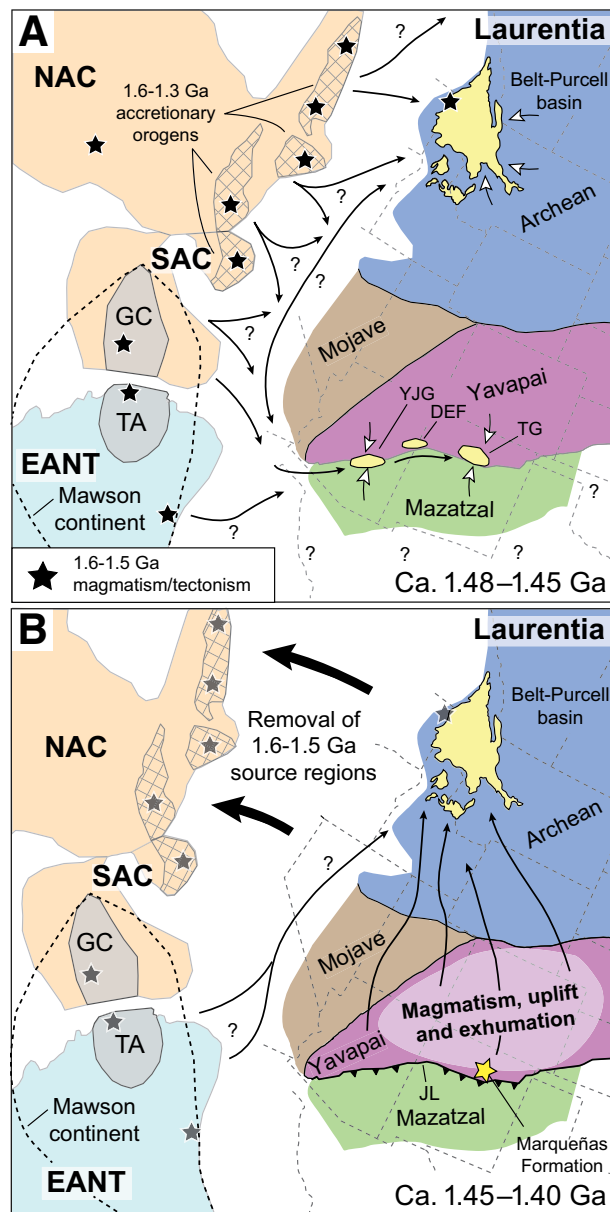 A
Laurentia
NAC
1.6-1.3 Ga
accretionary
orogens
?
Belt-Purcell
basin
?
Archean
SAC
?
?
?
GC
?
Mojave
Yavapai
YJG
DEF
TG
TA
EANT
Mawson
continent
?
Mazatzal
?
?
?
?
1.6-1.5 Ga
magmatism/tectonism
Ca. 1.48–1.45 Ga
B
Laurentia
Belt-Purcell
basin
Removal of
1.6-1.5 Ga
source regions
NAC
Archean
?
SAC
GC
Mojave
Magmatism, uplift
and exhumation
?
TA
Yavapai
JL
Mazatzal
Mawson
continent
Marqueñas
Formation
EANT
Ca. 1.45–1.40 Ga